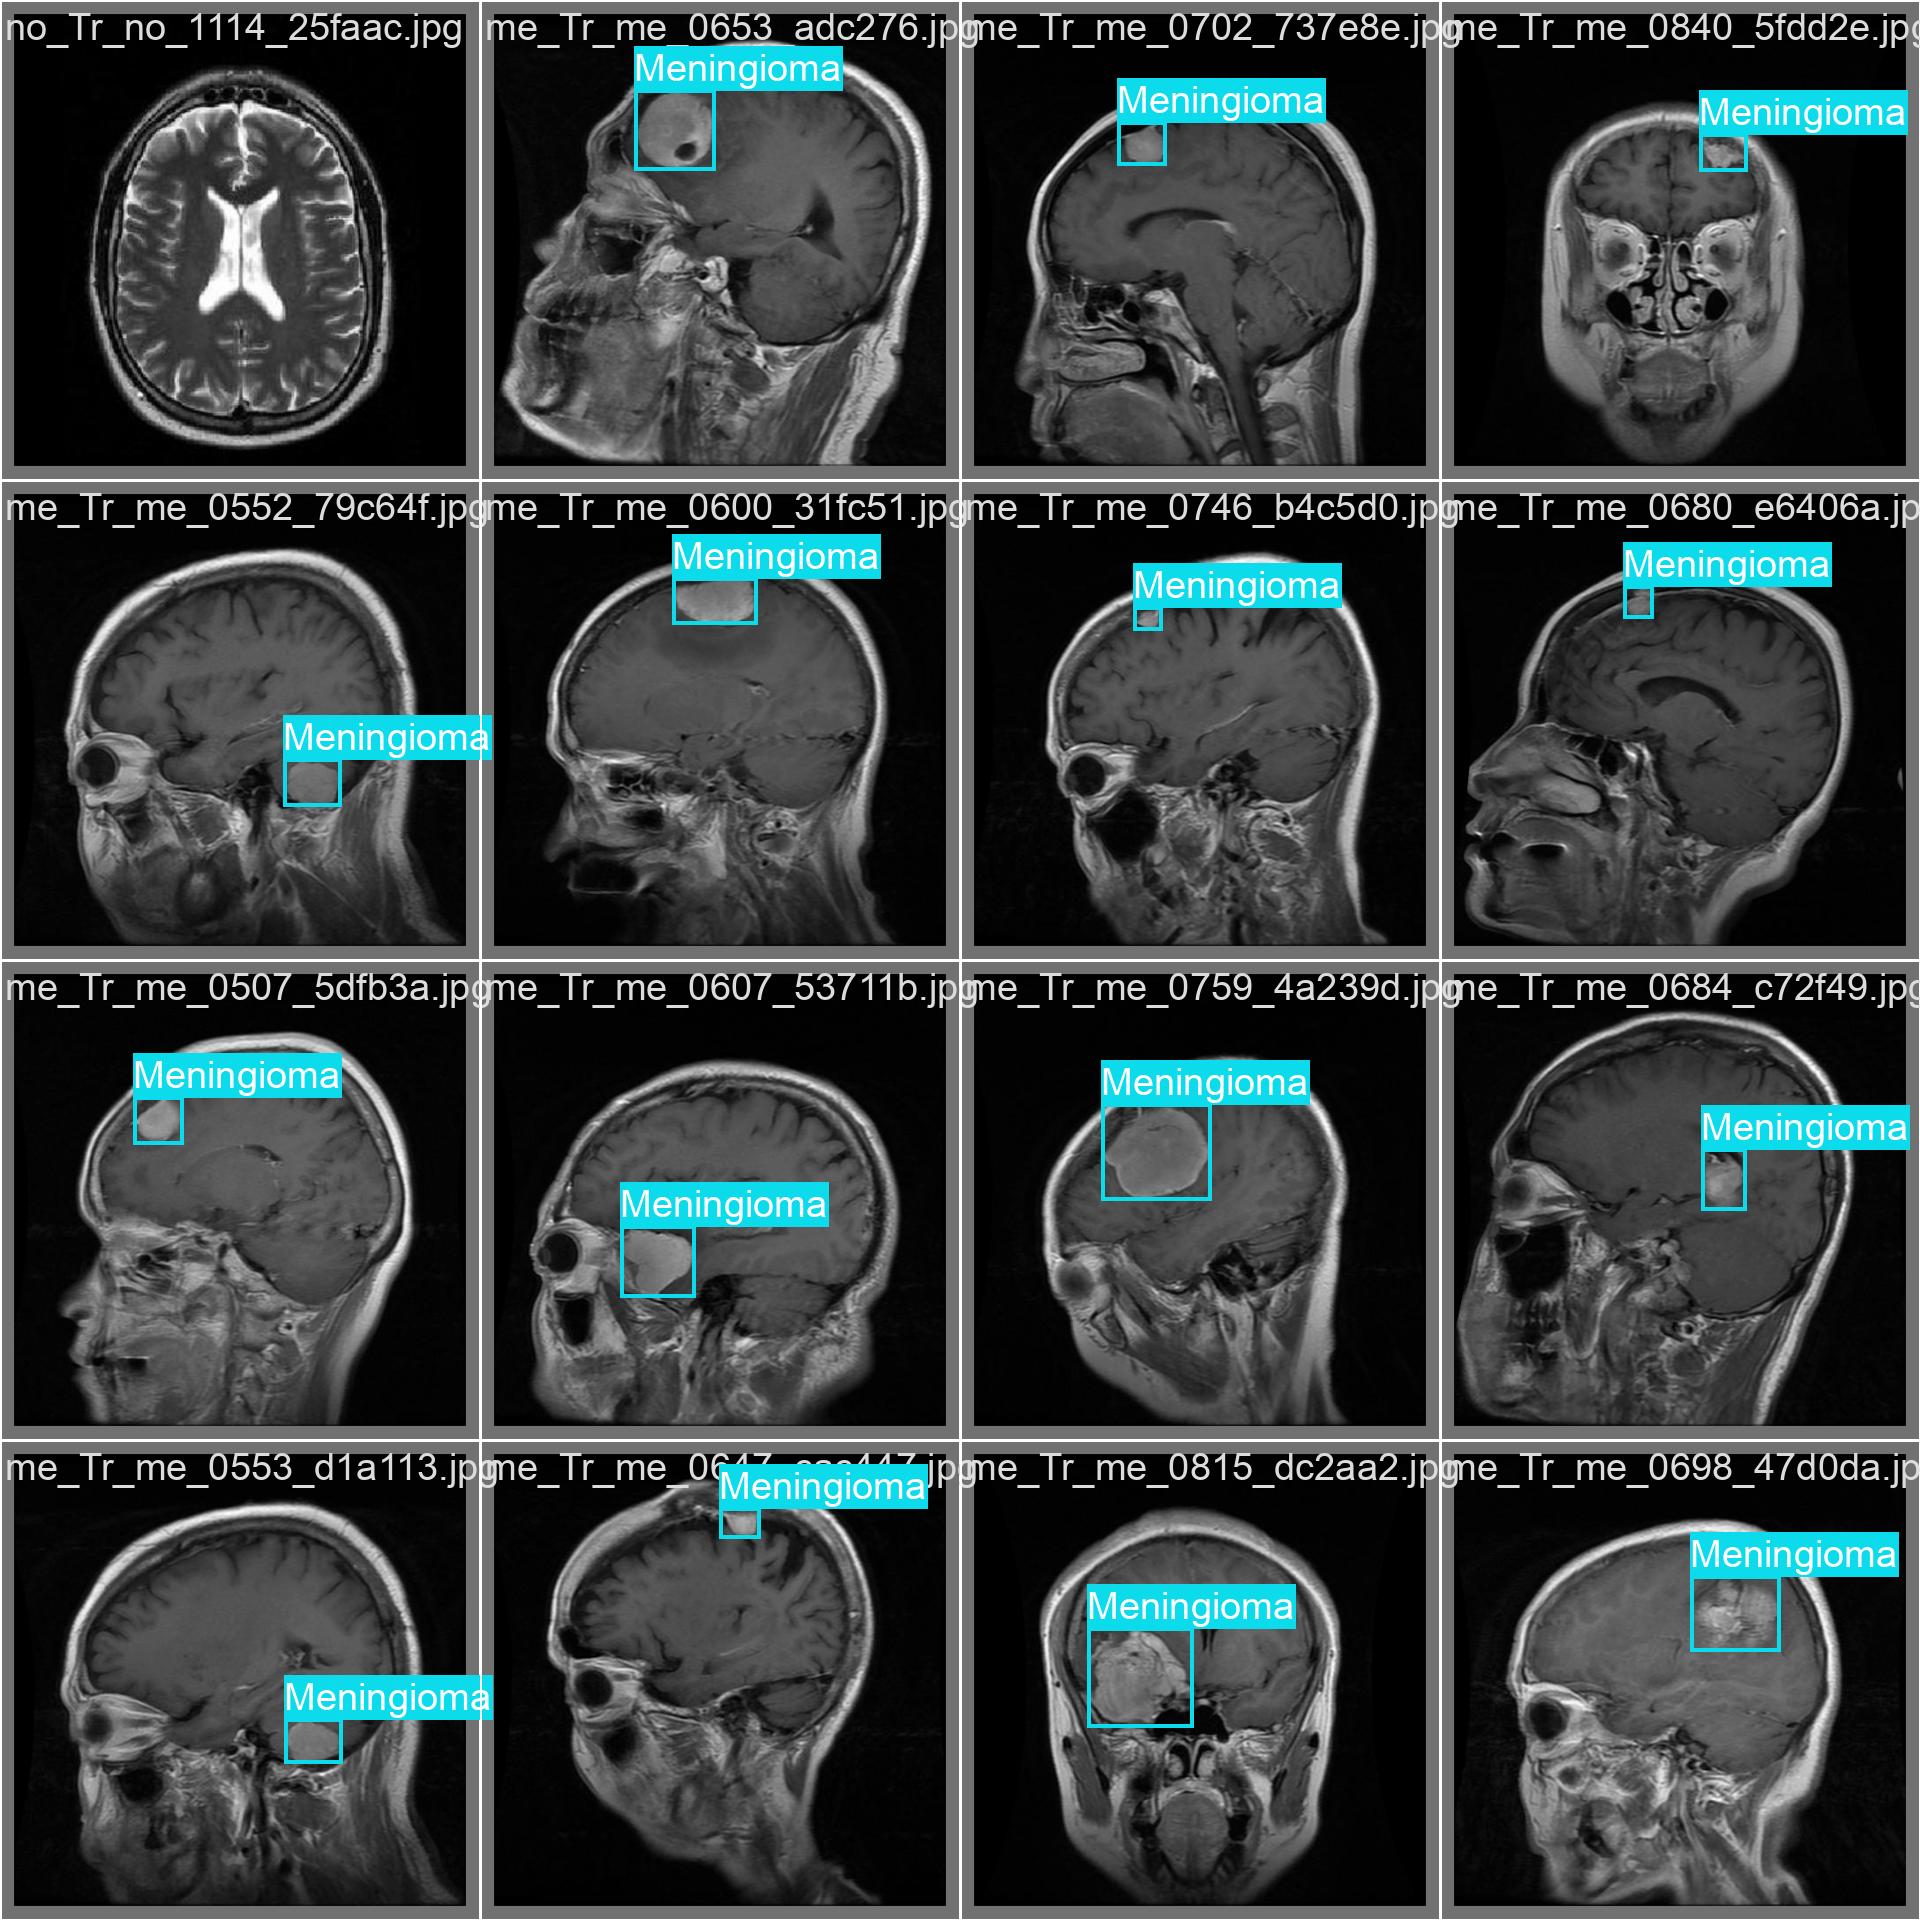 no_Tr_no_1114_25faac.jpg
me_Tr_me_0653_adc276.jpg
me_Tr_me_0702_737e8e.jpg
me_Tr_me_0840_5fdd2e.jpg
Meningioma
Meningioma
Meningioma
me_Tr_me_0552_79c64f.jpg
me_Tr_me_0600_31fc51.jpg
me_Tr_me_0746_b4c5d0.jpg
me_Tr_me_0680_e6406a.jp
Meningioma
Meningioma
Meningioma
Meningioma
me_Tr_me_0507_5dfb3a.jpg
me_Tr_me_0607_53711b.jpg
me_Tr_me_0759_4a239d.jpg
me_Tr_me_0684_c72f49.jpg
Meningioma
Meningioma
Meningioma
Meningioma
me_Tr_me_0553_d1a113.jpg
me_Tr_me_0815_dc2aa2.jpg
me_Tr_me_0698_47d0da.jp
Meningioma
Meningioma
Meningioma
Meningioma